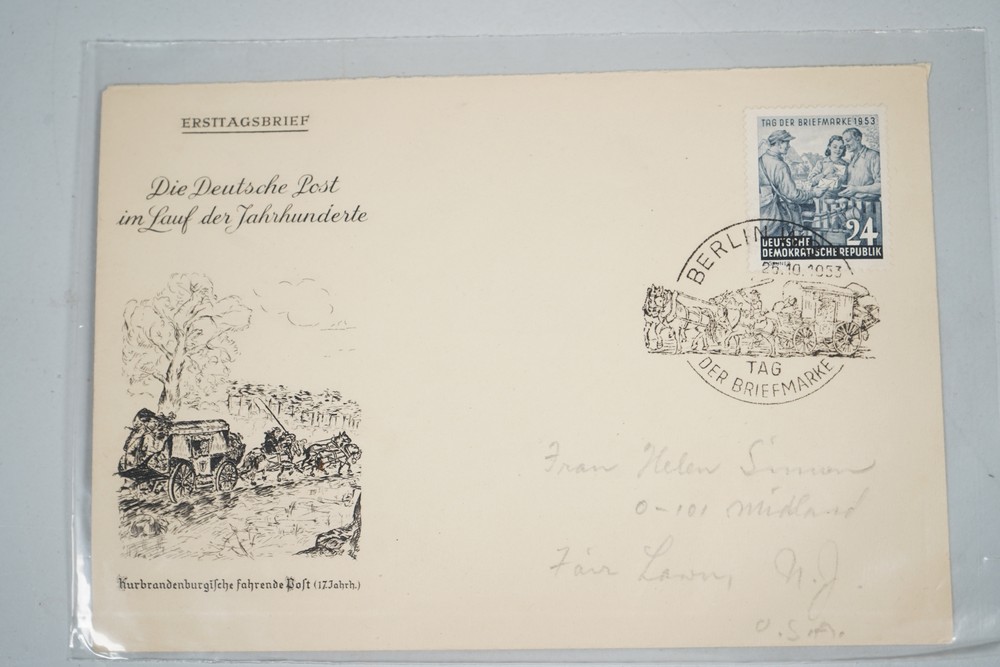 ERSTTAGSBRIEF
Die Deutsche Post
im Lauf der Jahrhunderte
Kurbrandenburgische fahrende Post (17. Jahrh.)
TAG DER BRIEFMARKE 1953
24
DEUTSCHE
DEMOKRATISCHE REPUBLIK
BERLIN
25.10.1953
TAG
DER BRIEFMARKE
Frau Helen Simon
0-101 Midland
Fair Lawn, N.J.
U.S.A.